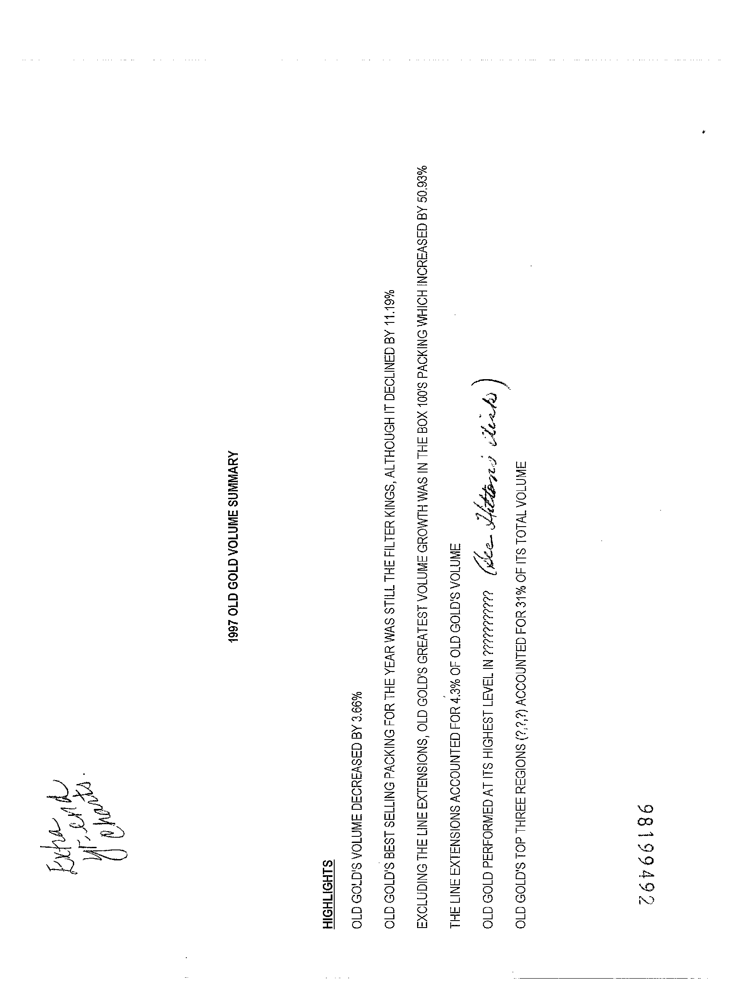 Extra end
yr. end
charts.
1997 OLD GOLD VOLUME SUMMARY
HIGHLIGHTS
OLD GOLD'S VOLUME DECREASED BY 3.66%
OLD GOLD'S BEST SELLING PACKING FOR THE YEAR WAS STILL THE FILTER KINGS, ALTHOUGH IT DECLINED BY 11.19%
EXCLUDING THE LINE EXTENSIONS, OLD GOLD'S GREATEST VOLUME GROWTH WAS IN THE BOX 100'S PACKING WHICH INCREASED BY 50.93%
THE LINE EXTENSIONS ACCOUNTED FOR 4.3% OF OLD GOLD'S VOLUME
OLD GOLD PERFORMED AT ITS HIGHEST LEVEL IN ??????????? (See
OLD GOLD'S TOP THREE REGIONS (?,?,?) ACCOUNTED FOR 31% OF ITS TOTAL VOLUME
98199492